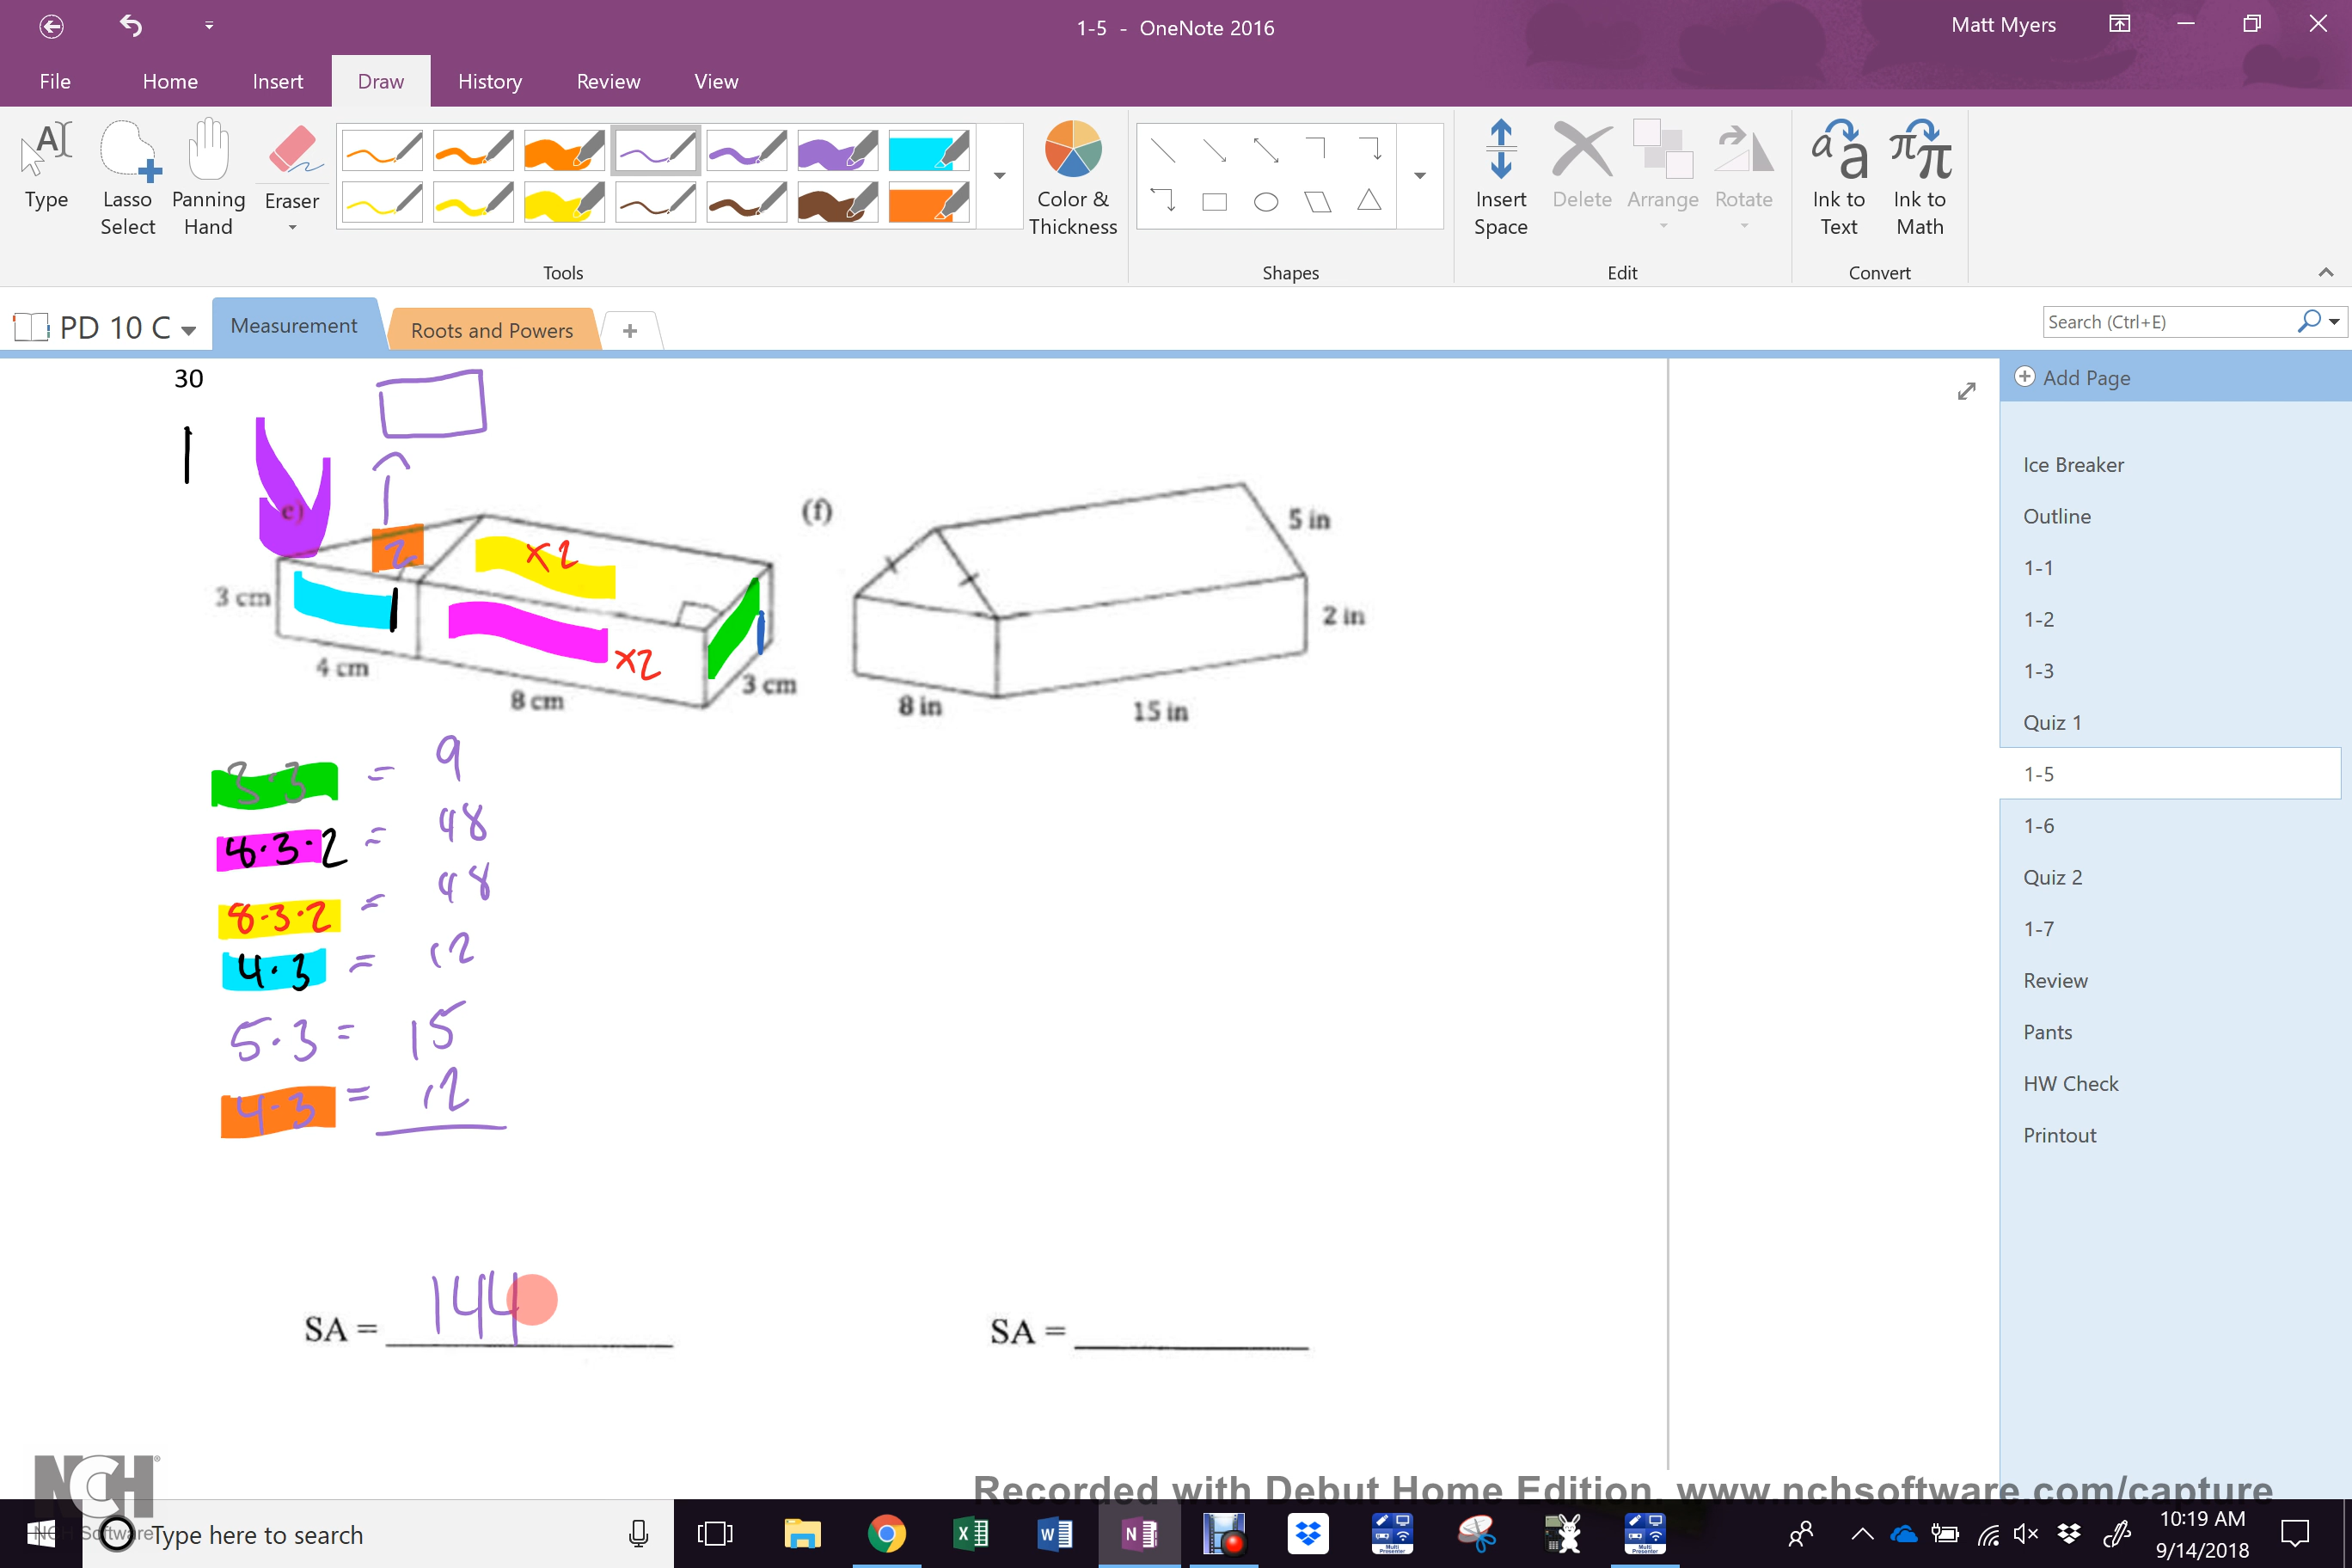 1-5 - OneNote 2016
Matt Myers
File Home Insert Draw History Review View
Type
Lasso Select
Panning Hand
Eraser
Color & Thickness
Insert Space
Delete
Arrange
Rotate
Ink to Text
Ink to Math
Tools
Shapes
Edit
Convert
PD 10 C
Measurement
Roots and Powers
Search (Ctrl+E)
Add Page
Ice Breaker
Outline
1-1
1-2
1-3
Quiz 1
1-5
1-6
Quiz 2
1-7
Review
Pants
HW Check
Printout
30
e)
2
×2
3 cm
×2
4 cm
8 cm
3 cm
(f)
5 in
2 in
8 in
15 in
3·3 = 9
8·3·2 = 48
8·3·2 = 48
4·3 = 12
5·3 = 15
4·3 = 12
SA = 144
SA =
NCH
NCH Software
Recorded with Debut Home Edition. www.nchsoftware.com/capture
Type here to search
10:19 AM
9/14/2018